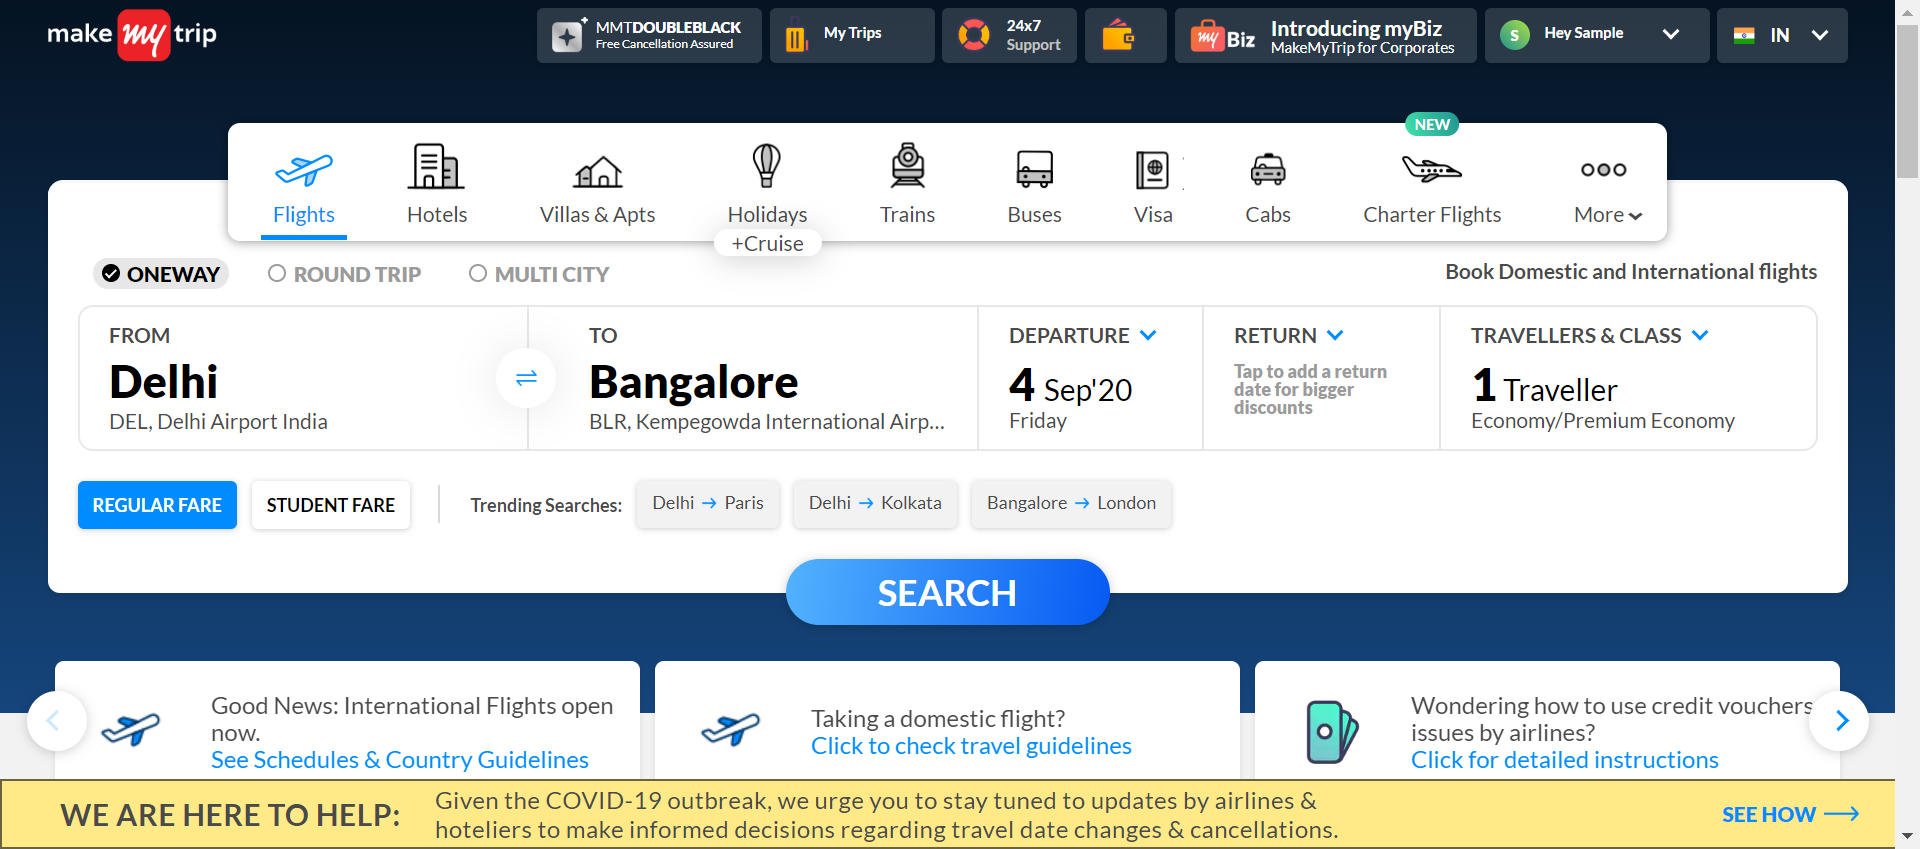 make my trip
MMTDOUBLEBLACK
Free Cancellation Assured
My Trips
24x7
Support
my Biz
Introducing myBiz
MakeMyTrip for Corporates
S
Hey Sample
IN
NEW
Flights
Hotels
Villas & Apts
Holidays
+Cruise
Trains
Buses
Visa
Cabs
Charter Flights
More
ONEWAY
ROUND TRIP
MULTI CITY
Book Domestic and International flights
FROM
Delhi
DEL, Delhi Airport India
TO
Bangalore
BLR, Kempegowda International Airp...
DEPARTURE
4 Sep'20
Friday
RETURN
Tap to add a return
date for bigger
discounts
TRAVELLERS & CLASS
1 Traveller
Economy/Premium Economy
REGULAR FARE
STUDENT FARE
Trending Searches:
Delhi → Paris
Delhi → Kolkata
Bangalore → London
SEARCH
Good News: International Flights open
now.
See Schedules & Country Guidelines
Taking a domestic flight?
Click to check travel guidelines
Wondering how to use credit vouchers
issues by airlines?
Click for detailed instructions
WE ARE HERE TO HELP:
Given the COVID-19 outbreak, we urge you to stay tuned to updates by airlines &
hoteliers to make informed decisions regarding travel date changes & cancellations.
SEE HOW